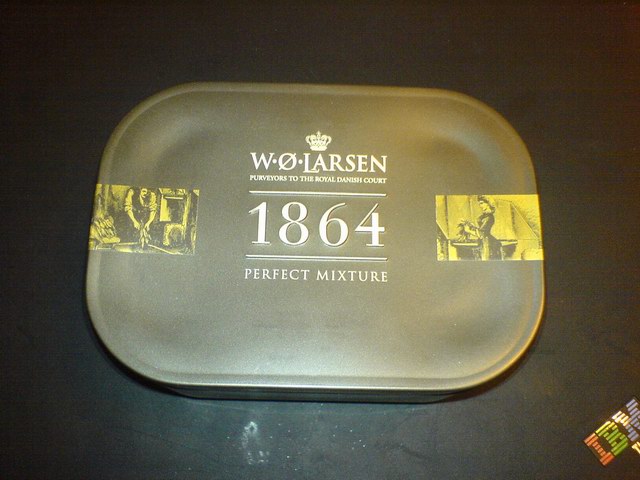 W·Ø·LARSEN
PURVEYORS TO THE ROYAL DANISH COURT
1864
PERFECT MIXTURE